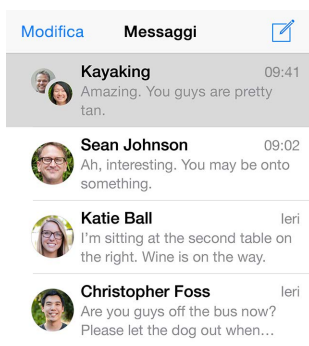 Modifica Messaggi
Kayaking 09:41
Amazing. You guys are pretty
tan.
Sean Johnson 09:02
Ah, interesting. You may be onto
something.
Katie Ball Ieri
I'm sitting at the second table on
the right. Wine is on the way.
Christopher Foss Ieri
Are you guys off the bus now?
Please let the dog out when…